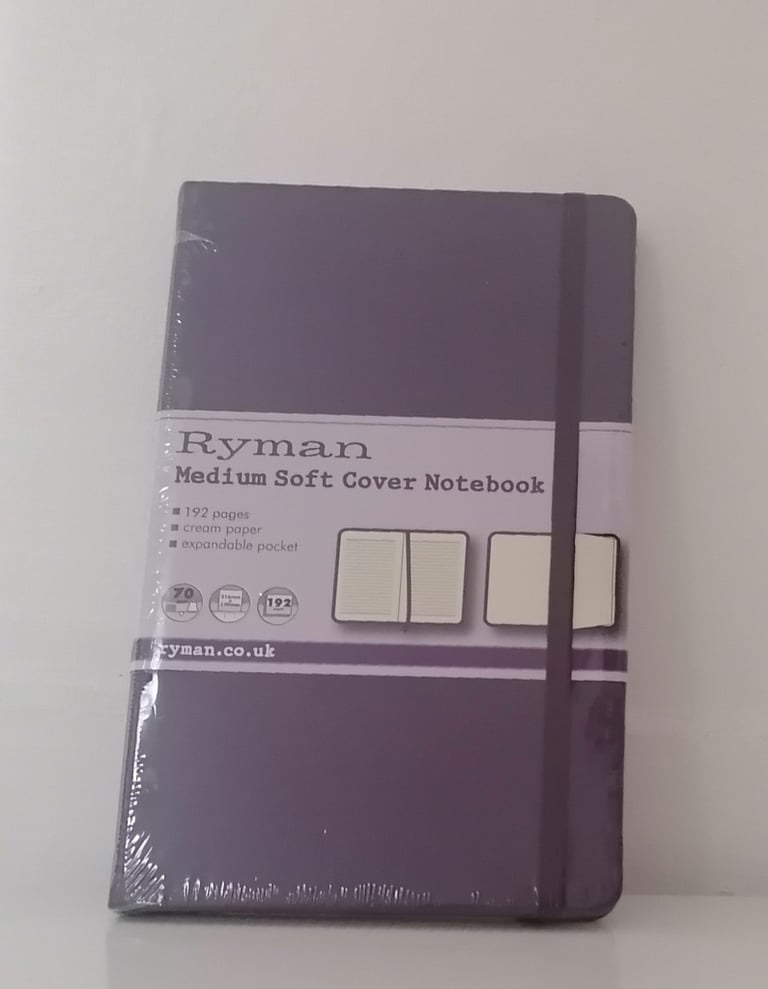 Ryman
Medium Soft Cover Notebook
192 pages
cream paper
expandable pocket
70
192
ryman.co.uk